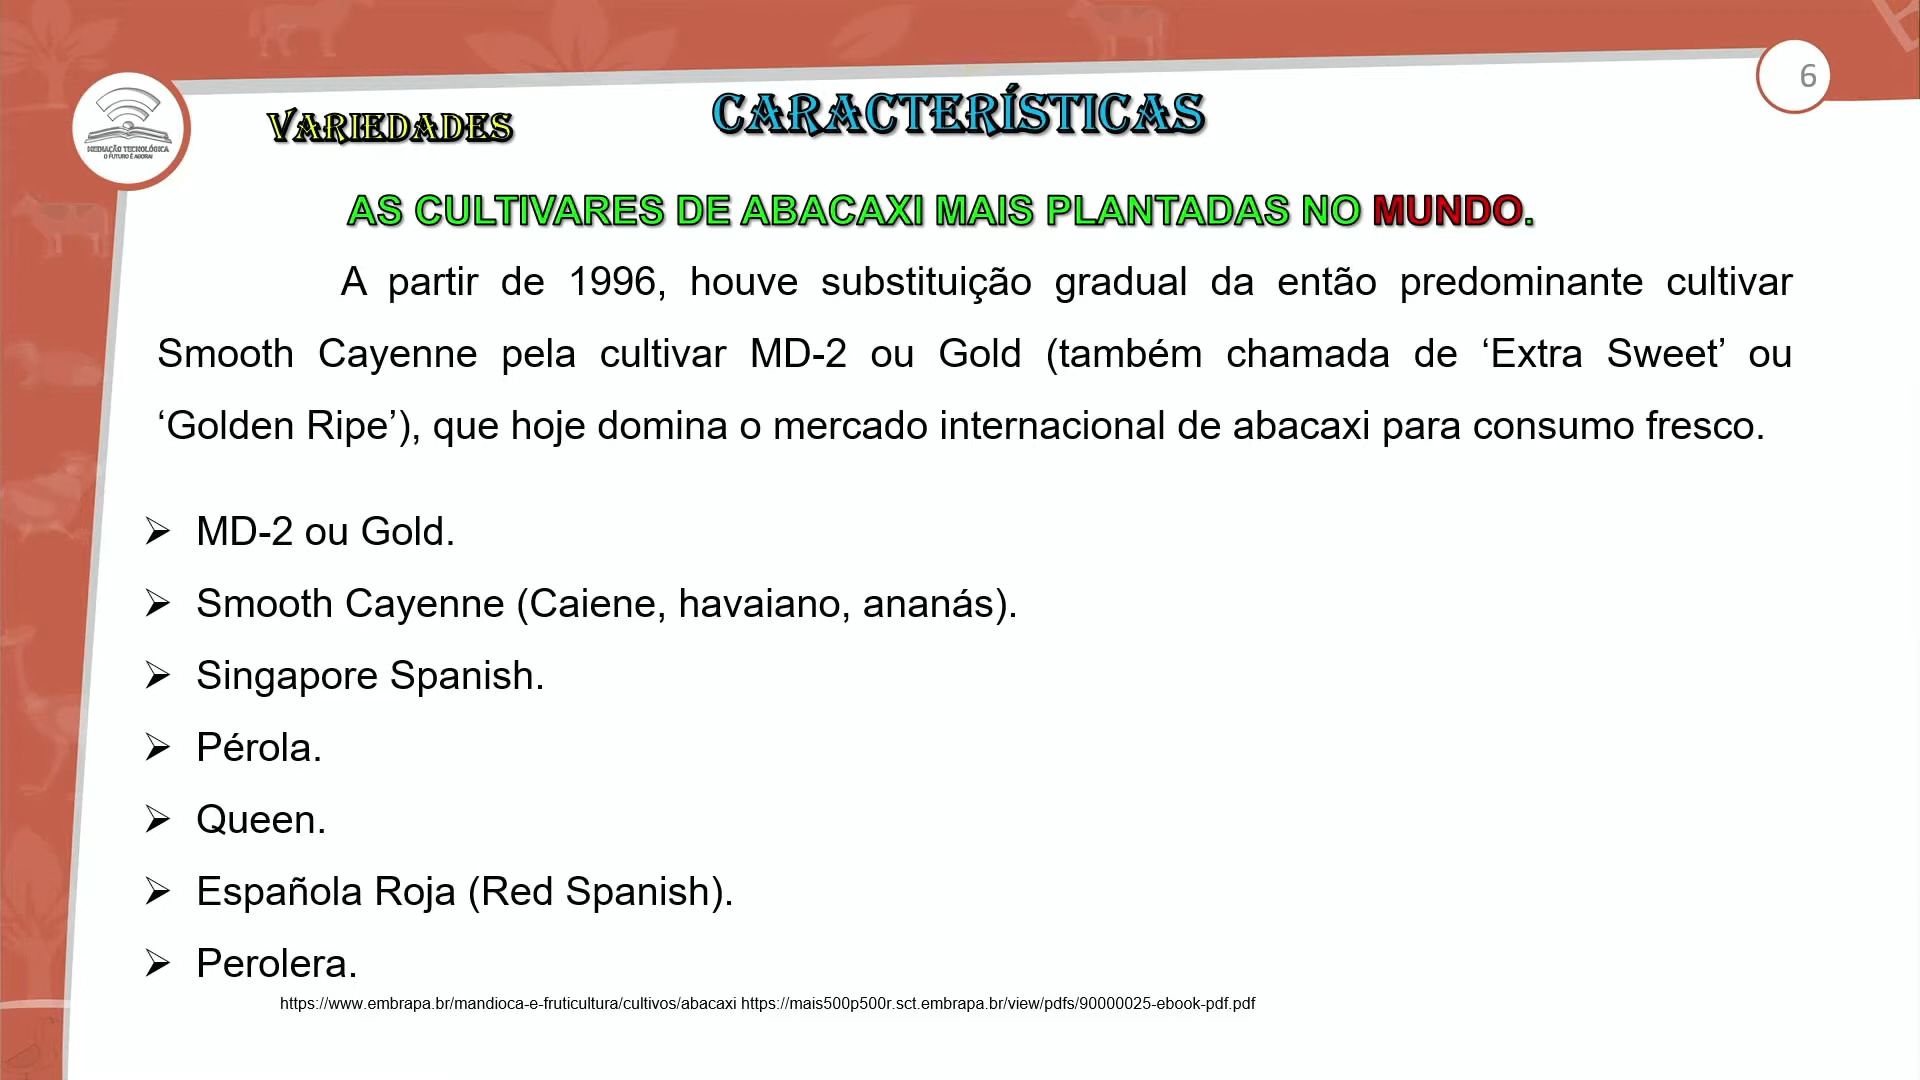 6
VARIEDADES
CARACTERÍSTICAS
MEDIAÇÃO TECNOLÓGICA
O FUTURO É AGORA!
AS CULTIVARES DE ABACAXI MAIS PLANTADAS NO MUNDO.
A partir de 1996, houve substituição gradual da então predominante cultivar
Smooth Cayenne pela cultivar MD-2 ou Gold (também chamada de ‘Extra Sweet’ ou
‘Golden Ripe’), que hoje domina o mercado internacional de abacaxi para consumo fresco.
➢ MD-2 ou Gold.
➢ Smooth Cayenne (Caiene, havaiano, ananás).
➢ Singapore Spanish.
➢ Pérola.
➢ Queen.
➢ Española Roja (Red Spanish).
➢ Perolera.
https://www.embrapa.br/mandioca-e-fruticultura/cultivos/abacaxi https://mais500p500r.sct.embrapa.br/view/pdfs/90000025-ebook-pdf.pdf